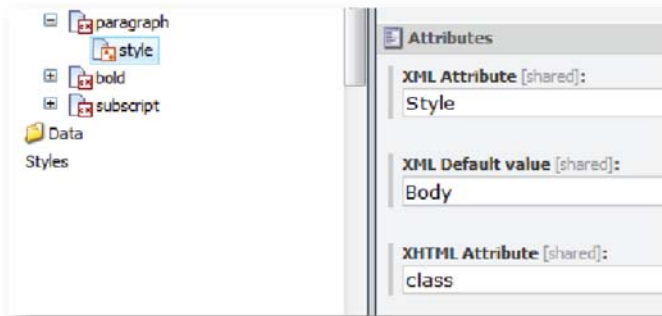 paragraph
style
bold
subscript
Data
Styles
Attributes
XML Attribute [shared]:
Style
XML Default value [shared]:
Body
XHTML Attribute [shared]:
class